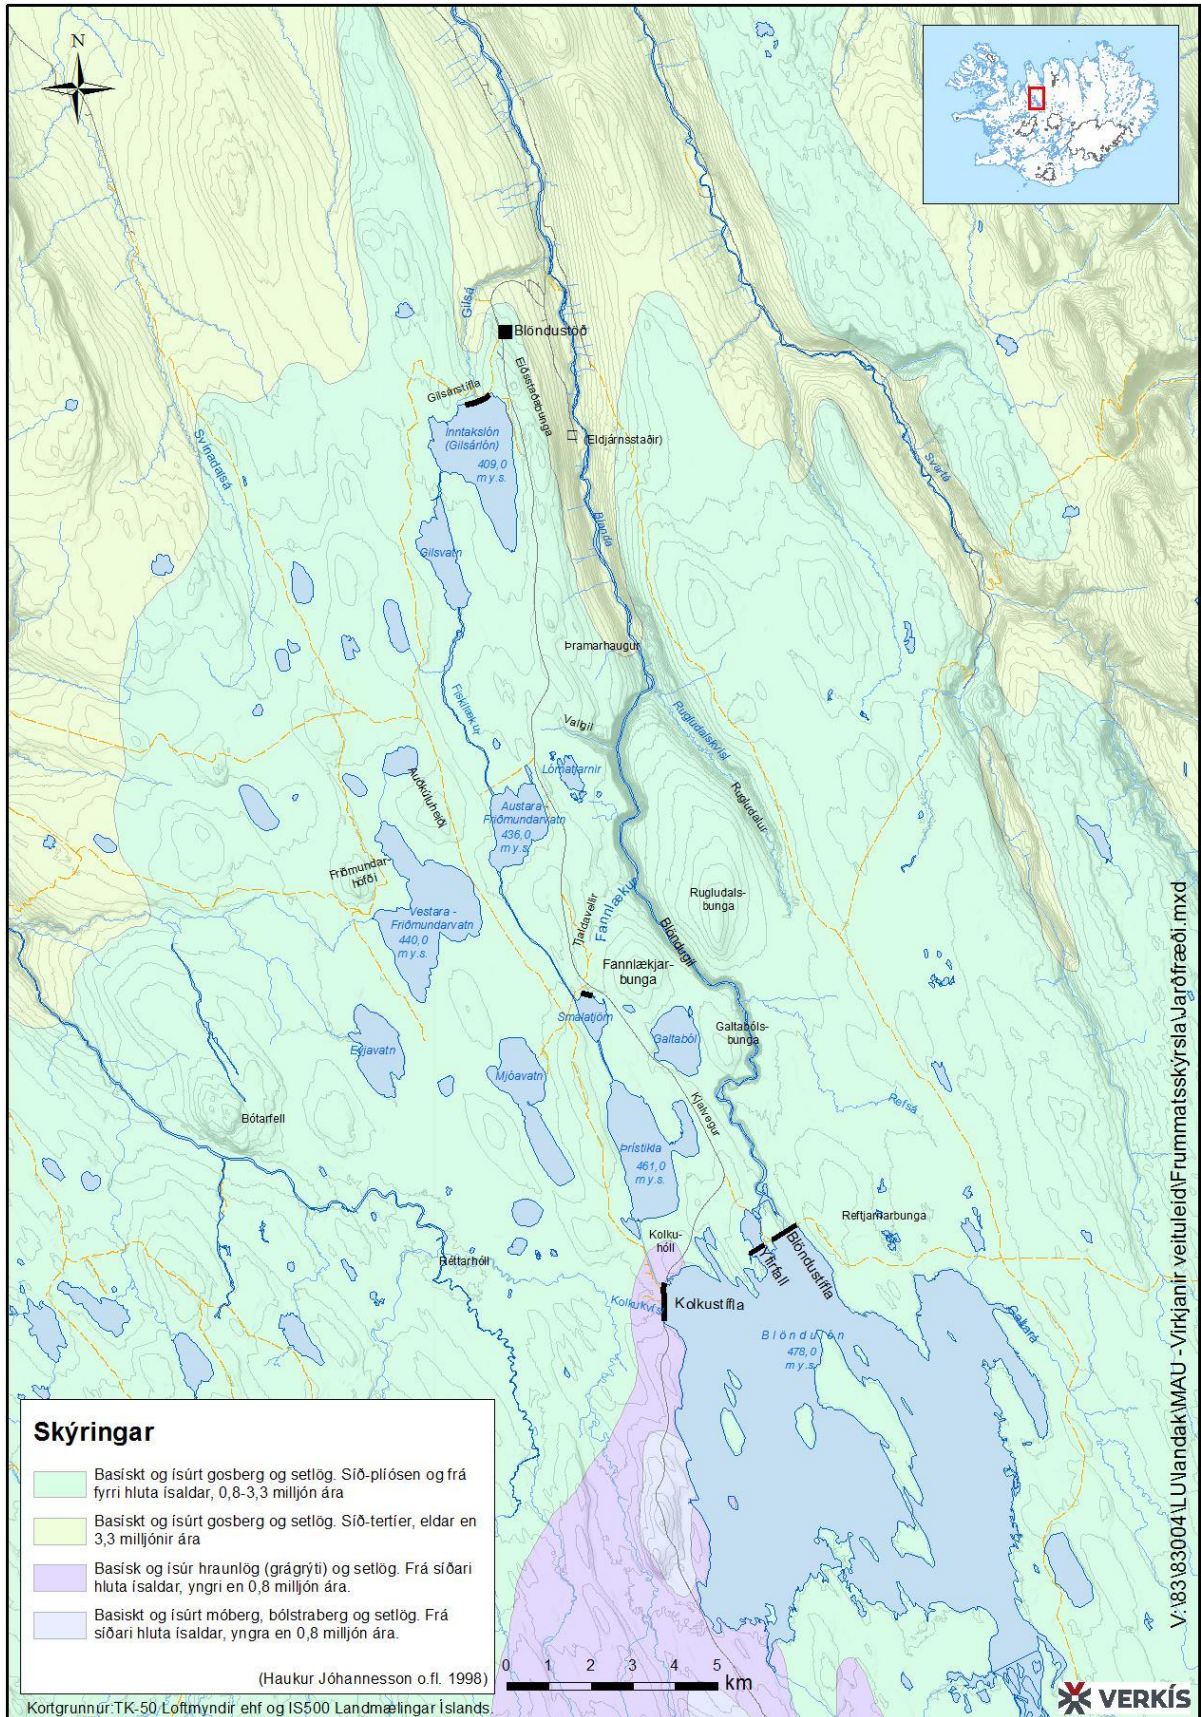 N
Gilsá
Blöndustöð
Eiðsstaðabunga
Gilsárstífla
Inntakslón
(Gilsárlón)
409,0
m y.s.
(Eldjárnsstaðir)
Svínadalsá
Svartá
Blanda
Gilsvatn
Þramarhaugur
Fiskilækur
Valgil
Rugludalskvísl
Rugludalur
Lómatjarnir
Auðkúluheiði
Austara -
Friðmundarvatn
436,0
m y.s.
Friðmundar-
höfði
Vestara -
Friðmundarvatn
440,0
m y.s.
Rugludals-
bunga
Tjaldavellir
Fannlækur
Blöndugil
Fannlækjar-
bunga
Smalatjörn
Galtaból
Galtabóls-
bunga
Eyjavatn
Mjóavatn
Refsá
Bótarfell
Kjalvegur
Þrístikla
461,0
m y.s.
Reftjarnarbunga
Kolku-
hóll
Réttarhóll
Yfirfall
Blöndustífla
Kolkukvísl
Kolkustífla
Blöndulón
478,0
m y.s.
Galtará
Skýringar
Basískt og ísúrt gosberg og setlög. Síð-plíósen og frá
fyrri hluta ísaldar, 0,8-3,3 milljón ára
Basískt og ísúrt gosberg og setlög. Síð-tertíer, eldar en
3,3 milljónir ára
Basísk og ísúr hraunlög (grágrýti) og setlög. Frá síðari
hluta ísaldar, yngri en 0,8 milljón ára.
Basiskt og ísúrt móberg, bólstraberg og setlög. Frá
síðari hluta ísaldar, yngra en 0,8 milljón ára.
(Haukur Jóhannesson o.fl. 1998)
0 1 2 3 4 5
km
Kortgrunnur:TK-50 Loftmyndir ehf og IS500 Landmælingar Íslands.
VERKÍS
V:\83\83004\LU\landak\MAU -Virkjanir veituleid\Frummatsskýrsla\Jarðfræði.mxd